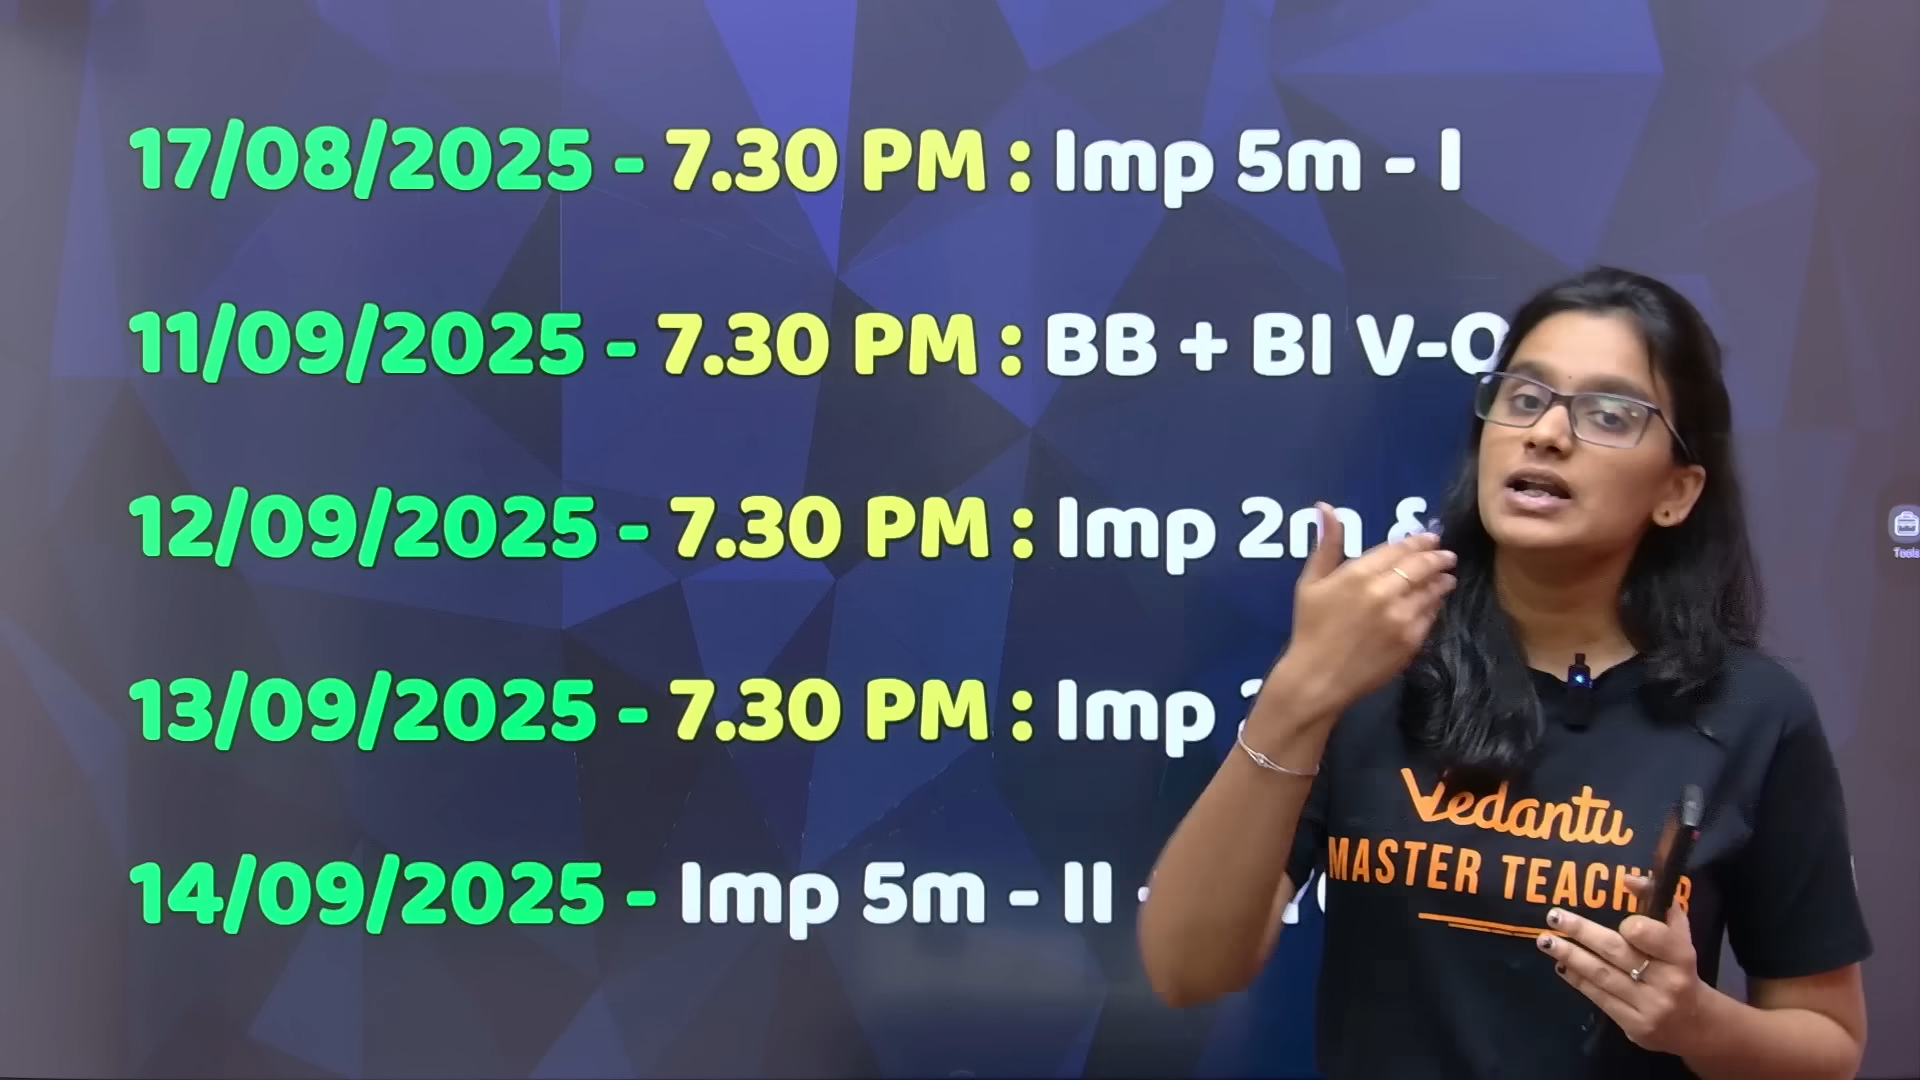 17/08/2025 - 7.30 PM : Imp 5m - I
11/09/2025 - 7.30 PM : BB + BI V-O
12/09/2025 - 7.30 PM : Imp 2m &
13/09/2025 - 7.30 PM : Imp
14/09/2025 - Imp 5m - II
Tools
Vedantu
MASTER TEACHER